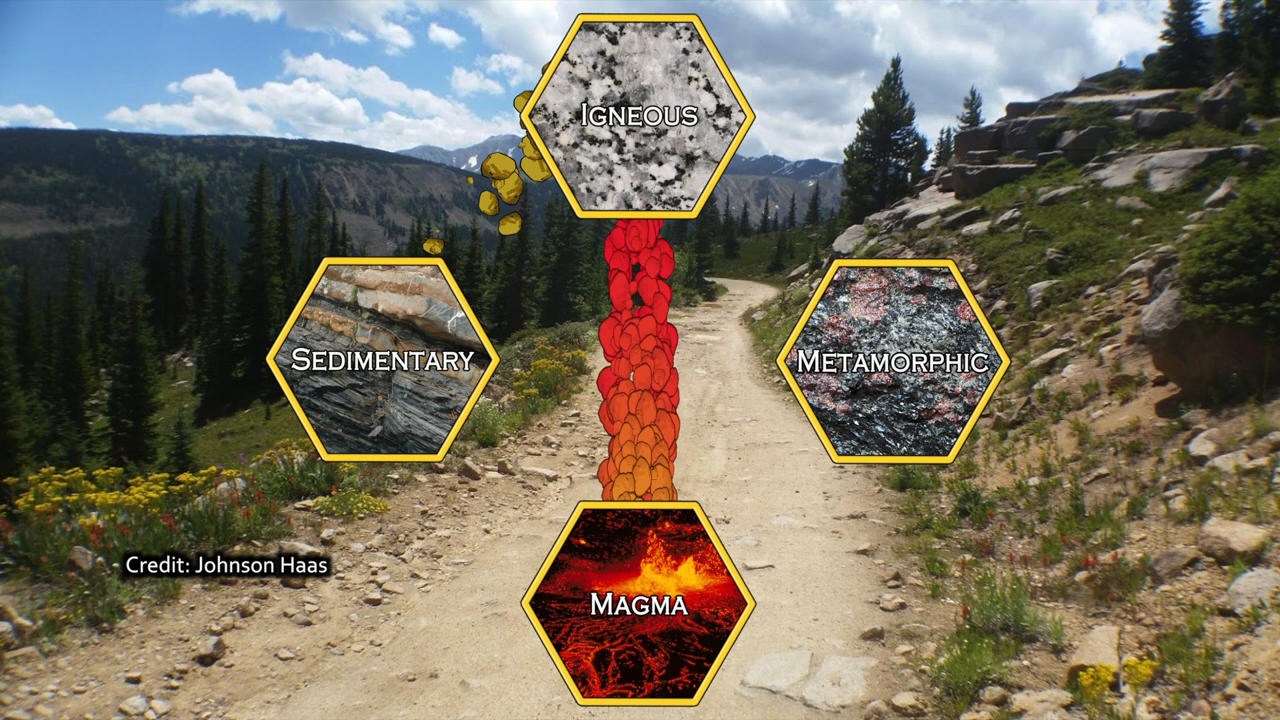 Igneous
Sedimentary
Metamorphic
Credit: Johnson Haas
Magma